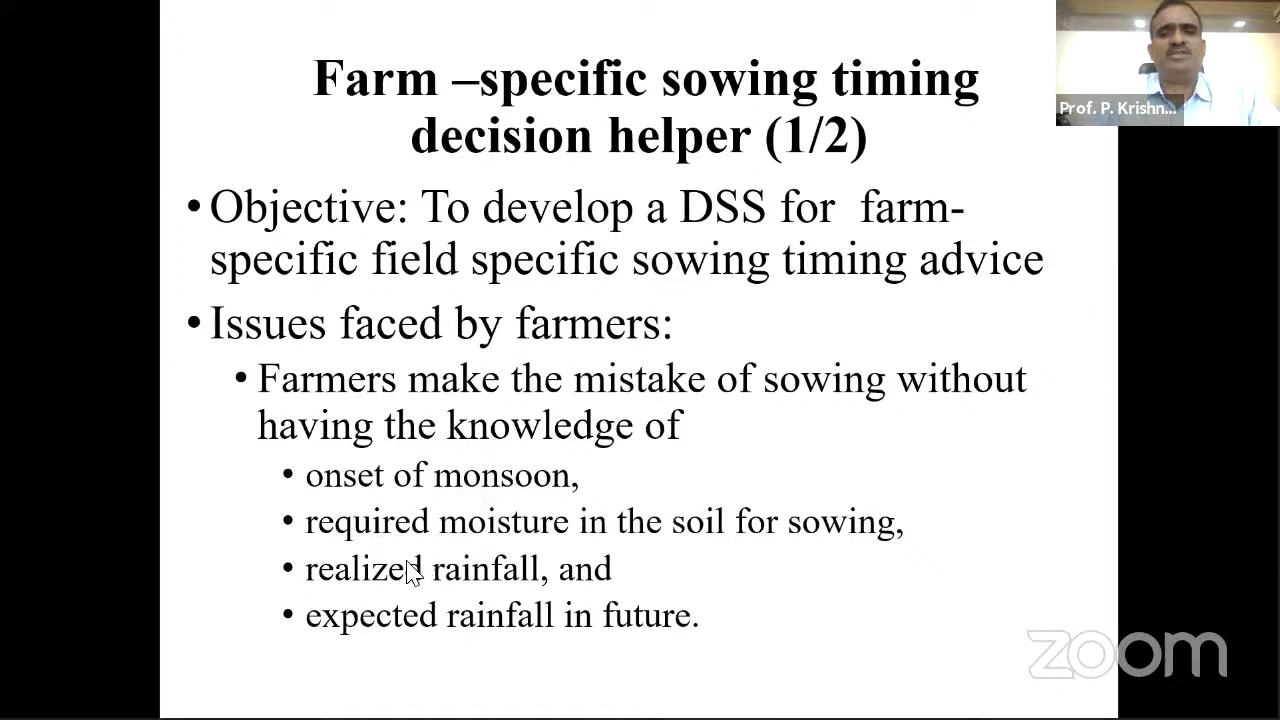 Farm –specific sowing timing
decision helper (1/2)
• Objective: To develop a DSS for farm-
specific field specific sowing timing advice
• Issues faced by farmers:
• Farmers make the mistake of sowing without
having the knowledge of
• onset of monsoon,
• required moisture in the soil for sowing,
• realized rainfall, and
• expected rainfall in future.
Prof. P. Krishn...
zoom